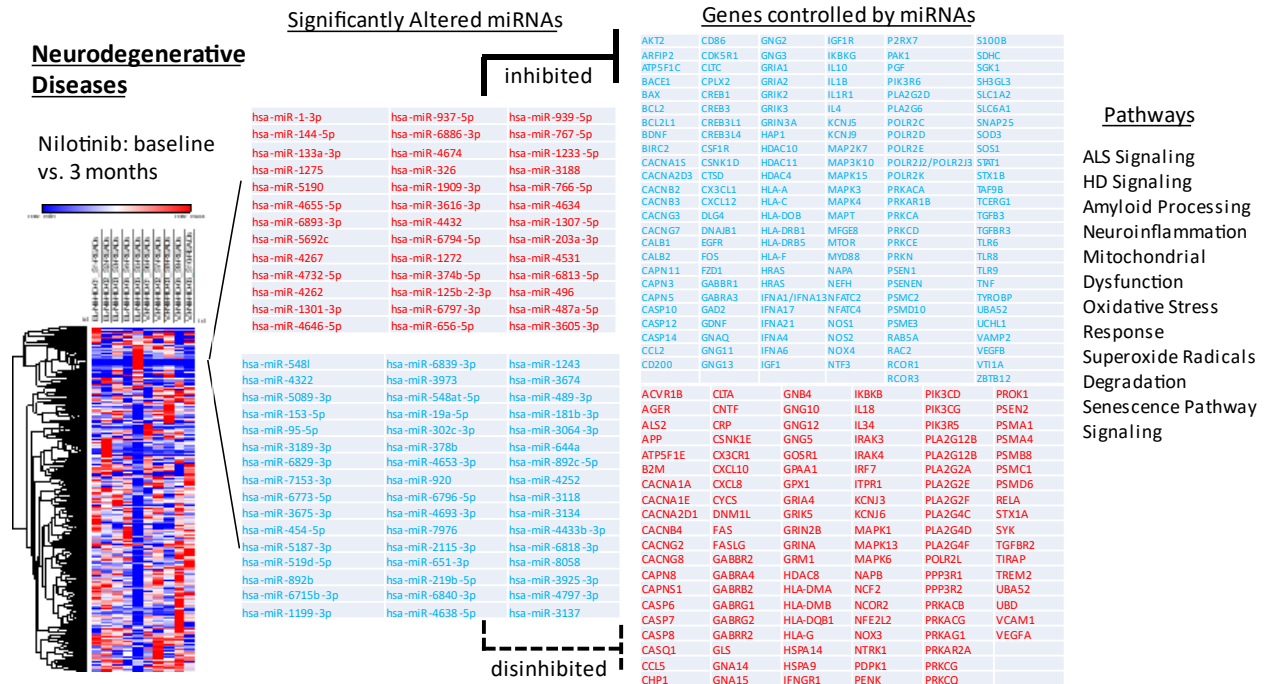 Significantly Altered miRNAs
Genes controlled by miRNAs
Neurodegenerative
Diseases
Nilotinib: baseline
vs. 3 months
inhibited
hsa-miR-1-3p hsa-miR-937-5p hsa-miR-939-5p
hsa-miR-144-5p hsa-miR-6886-3p hsa-miR-767-5p
hsa-miR-133a-3p hsa-miR-4674 hsa-miR-1233-5p
hsa-miR-1275 hsa-miR-326 hsa-miR-3188
hsa-miR-5190 hsa-miR-1909-3p hsa-miR-766-5p
hsa-miR-4655-5p hsa-miR-3616-3p hsa-miR-4634
hsa-miR-6893-3p hsa-miR-4432 hsa-miR-1307-5p
hsa-miR-5692c hsa-miR-6794-5p hsa-miR-203a-3p
hsa-miR-4267 hsa-miR-1272 hsa-miR-4531
hsa-miR-4732-5p hsa-miR-374b-5p hsa-miR-6813-5p
hsa-miR-4262 hsa-miR-125b-2-3p hsa-miR-496
hsa-miR-1301-3p hsa-miR-6797-3p hsa-miR-487a-5p
hsa-miR-4646-5p hsa-miR-656-5p hsa-miR-3605-3p
hsa-miR-548l hsa-miR-6839-3p hsa-miR-1243
hsa-miR-4322 hsa-miR-3973 hsa-miR-3674
hsa-miR-5089-3p hsa-miR-548at-5p hsa-miR-489-3p
hsa-miR-153-5p hsa-miR-19a-5p hsa-miR-181b-3p
hsa-miR-95-5p hsa-miR-302c-3p hsa-miR-3064-3p
hsa-miR-3189-3p hsa-miR-378b hsa-miR-644a
hsa-miR-6829-3p hsa-miR-4653-5p hsa-miR-892c-5p
hsa-miR-7153-3p hsa-miR-920 hsa-miR-4252
hsa-miR-6773-5p hsa-miR-6796-5p hsa-miR-3118
hsa-miR-3675-3p hsa-miR-4693-3p hsa-miR-3134
hsa-miR-454-5p hsa-miR-7976 hsa-miR-4433b-3p
hsa-miR-5187-3p hsa-miR-2115-3p hsa-miR-6818-3p
hsa-miR-519d-5p hsa-miR-651-3p hsa-miR-8058
hsa-miR-892b hsa-miR-219b-5p hsa-miR-3925-3p
hsa-miR-6715b-3p hsa-miR-6840-3p hsa-miR-4797-3p
hsa-miR-1199-3p hsa-miR-4638-5p hsa-miR-3137
disinhibited
AKT2 CD86 GNG2 IGF1R P2RX7 S100B
ARFIP2 CDK5R1 GNG3 IKBKG PAK1 SDHC
ATP5F1C CLTC GRIA1 IL10 PGF SGK1
BACE1 CPLX2 GRIA2 IL1B PIK3R6 SH3GL3
BAX CREB1 GRIK2 IL1R1 PLA2G2D SLC1A2
BCL2 CREB3 GRIK3 IL4 PLA2G6 SLC6A1
BCL2L1 CREB3L1 GRIN3A KCNJ5 POLR2C SNAP25
BDNF CREB3L4 HAP1 KCNJ9 POLR2D SOD3
BIRC2 CSF1R HDAC10 MAP2K7 POLR2E SOS1
CACNA1S CSNK1D HDAC11 MAP3K10 POLR2J2/POLR2J3 STAT1
CACNA2D3 CTSD HDAC4 MAPK15 POLR2K STX1B
CACNB2 CX3CL1 HLA-A MAPK3 PRKACA TAF9B
CACNB3 CXCL12 HLA-C MAPK4 PRKAR1B TCERG1
CACNG3 DLG4 HLA-DOB MAPT PRKCA TGFB3
CACNG7 DNAJB1 HLA-DRB1 MFGE8 PRKCD TGFBR3
CALB1 EGFR HLA-DRB5 MTOR PRKCE TLR6
CALB2 FOS HLA-F MYD88 PRKN TLR8
CAPN11 FZD1 HRAS NAPA PSEN1 TLR9
CAPN3 GABBR1 HRAS NEFH PSENEN TNF
CAPN5 GABRA3 IFNA1/IFNA13 NFATC2 PSMC2 TYROBP
CASP10 GAD2 IFNA17 NFATC4 PSMD10 UBA52
CASP12 GDNF IFNA21 NOS1 PSME3 UCHL1
CASP14 GNAQ IFNA4 NOS2 RAB5A VAMP2
CCL2 GNG11 IFNA6 NOX4 RAC2 VEGFB
CD200 GNG13 IGF1 NTF3 RCOR1 VTI1A
RCOR3 ZBTB12
ACVR1B CLTA GNB4 IKBKB PIK3CD PROK1
AGER CNTF GNG10 IL18 PIK3CG PSEN2
ALS2 CRP GNG12 IL34 PIK3R5 PSMA1
APP CSNK1E GNG5 IRAK3 PLA2G12B PSMA4
ATP5F1E CX3CR1 GOSR1 IRAK4 PLA2G12B PSMB8
B2M CXCL10 GPAA1 IRF7 PLA2G2A PSMC1
CACNA1A CXCL8 GPX1 ITPR1 PLA2G2E PSMD6
CACNA1E CYCS GRIA4 KCNJ3 PLA2G2F RELA
CACNA2D1 DNM1L GRIK5 KCNJ6 PLA2G4C STX1A
CACNB4 FAS GRIN2B MAPK1 PLA2G4D SYK
CACNG2 FASLG GRINA MAPK13 PLA2G4F TGFBR2
CACNG8 GABBR2 GRM1 MAPK6 POLR2L TIRAP
CAPN8 GABRA4 HDAC8 NAPB PPP3R1 TREM2
CAPNS1 GABRB2 HLA-DMA NCF2 PPP3R2 UBA52
CASP6 GABRG1 HLA-DMB NCOR2 PRKACB UBD
CASP7 GABRG2 HLA-DQB1 NFE2L2 PRKACG VCAM1
CASP8 GABRR2 HLA-G NOX3 PRKAG1 VEGFA
CASQ1 GLS HSPA14 NTRK1 PRKAR2A
CCL5 GNA14 HSPA9 PDPK1 PRKCG
CHP1 GNA15 IFNGR1 PENK PRKCQ
Pathways
ALS Signaling
HD Signaling
Amyloid Processing
Neuroinflammation
Mitochondrial
Dysfunction
Oxidative Stress
Response
Superoxide Radicals
Degradation
Senescence Pathway
Signaling